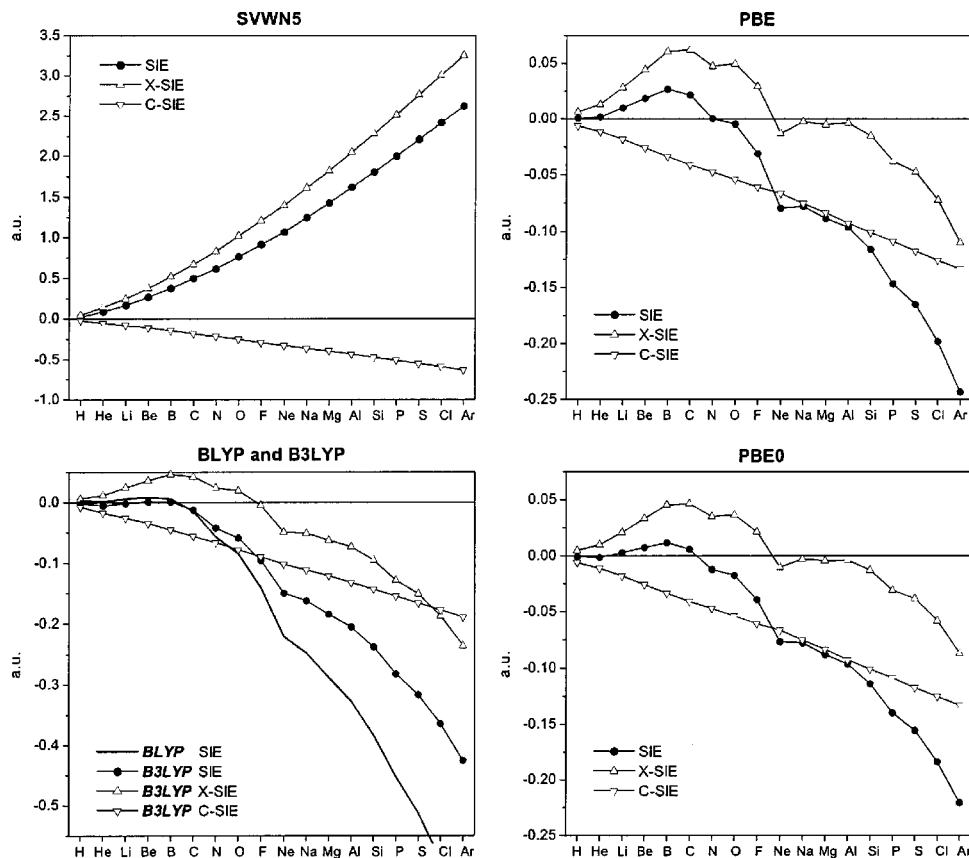 SVWN5
3.5
3.0
2.5
2.0
1.5
1.0
0.5
0.0
-0.5
-1.0
a.u.
SIE
X-SIE
C-SIE
H He Li Be B C N O F Ne Na Mg Al Si P S Cl Ar
PBE
0.05
0.00
-0.05
-0.10
-0.15
-0.20
-0.25
a.u.
SIE
X-SIE
C-SIE
H He Li Be B C N O F Ne Na Mg Al Si P S Cl Ar
BLYP and B3LYP
0.0
-0.1
-0.2
-0.3
-0.4
-0.5
a.u.
BLYP SIE
B3LYP SIE
B3LYP X-SIE
B3LYP C-SIE
H He Li Be B C N O F Ne Na Mg Al Si P S Cl Ar
PBE0
0.05
0.00
-0.05
-0.10
-0.15
-0.20
-0.25
a.u.
SIE
X-SIE
C-SIE
H He Li Be B C N O F Ne Na Mg Al Si P S Cl Ar